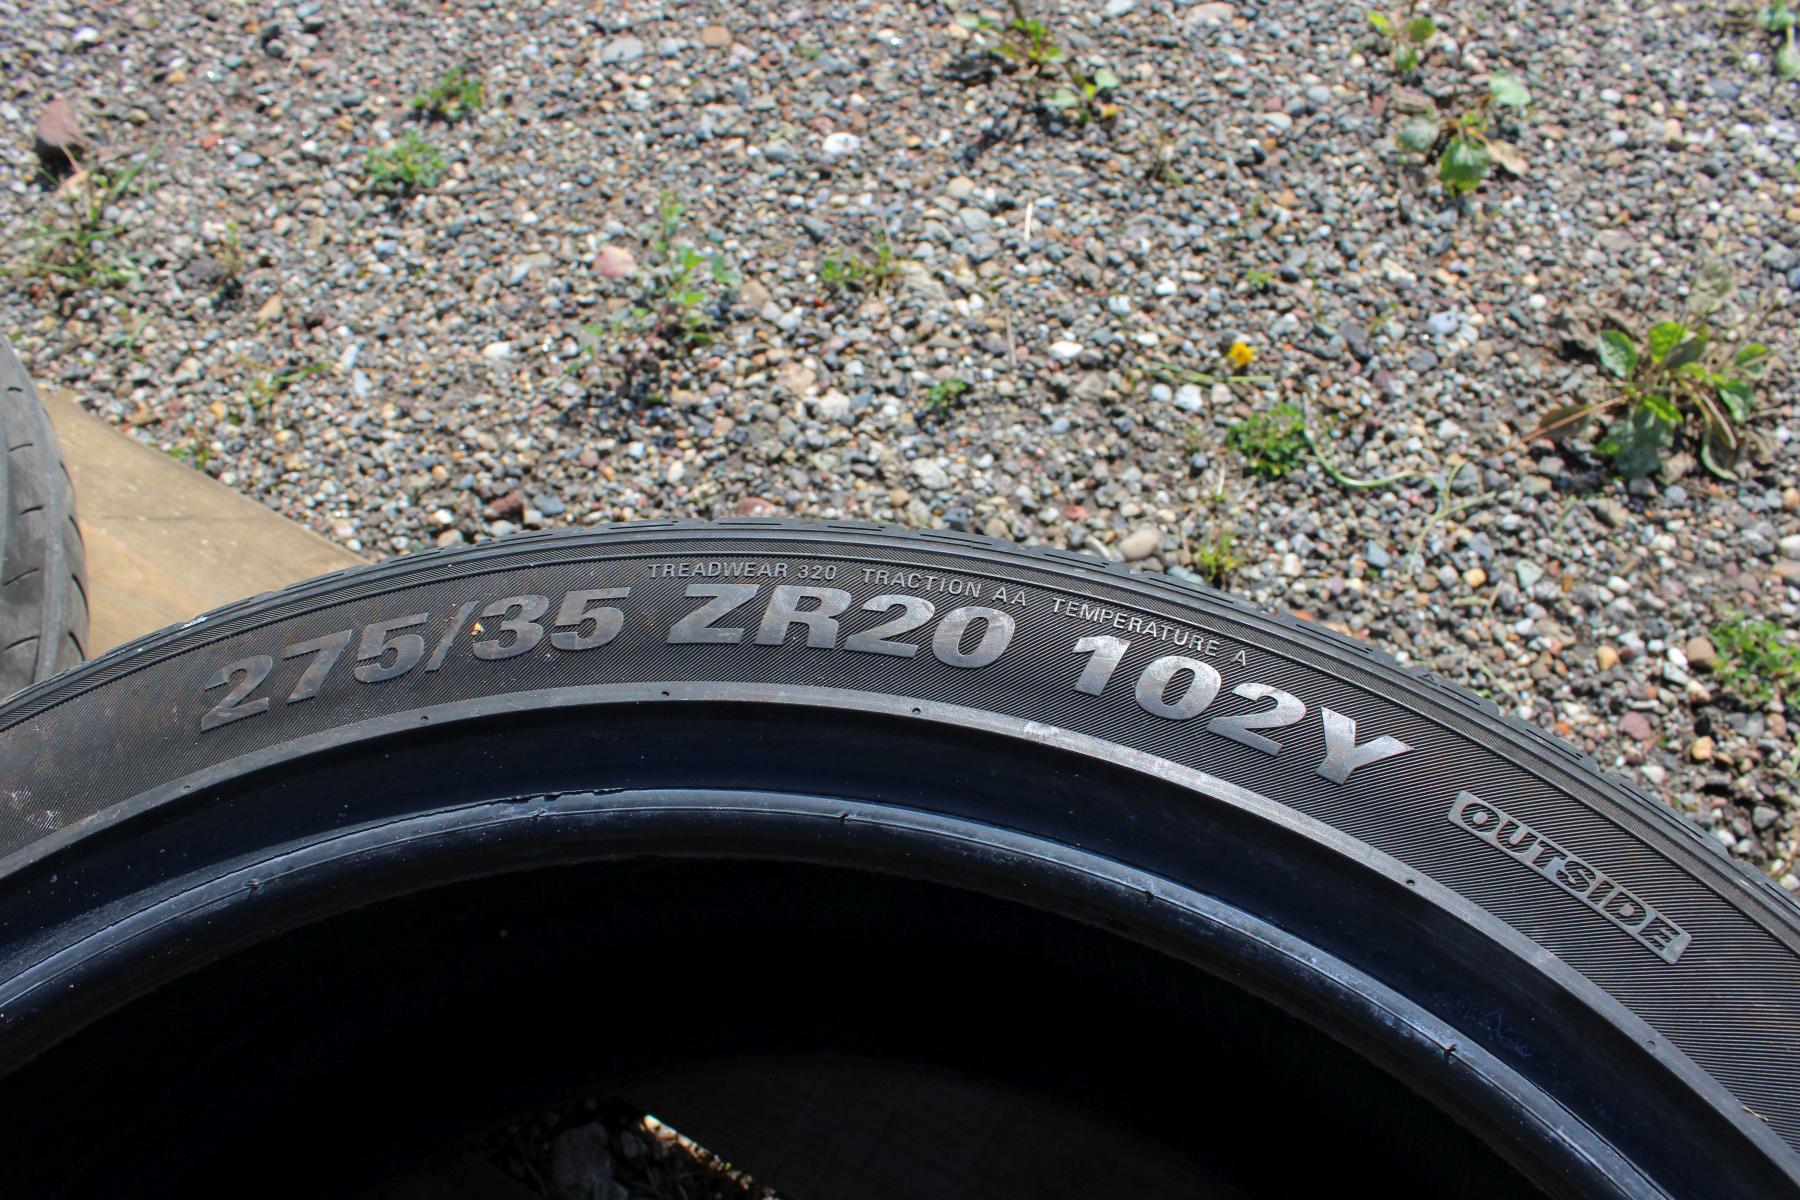 TREADWEAR 320 TRACTION AA TEMPERATURE A
275/35 ZR20 102Y
OUTSIDE